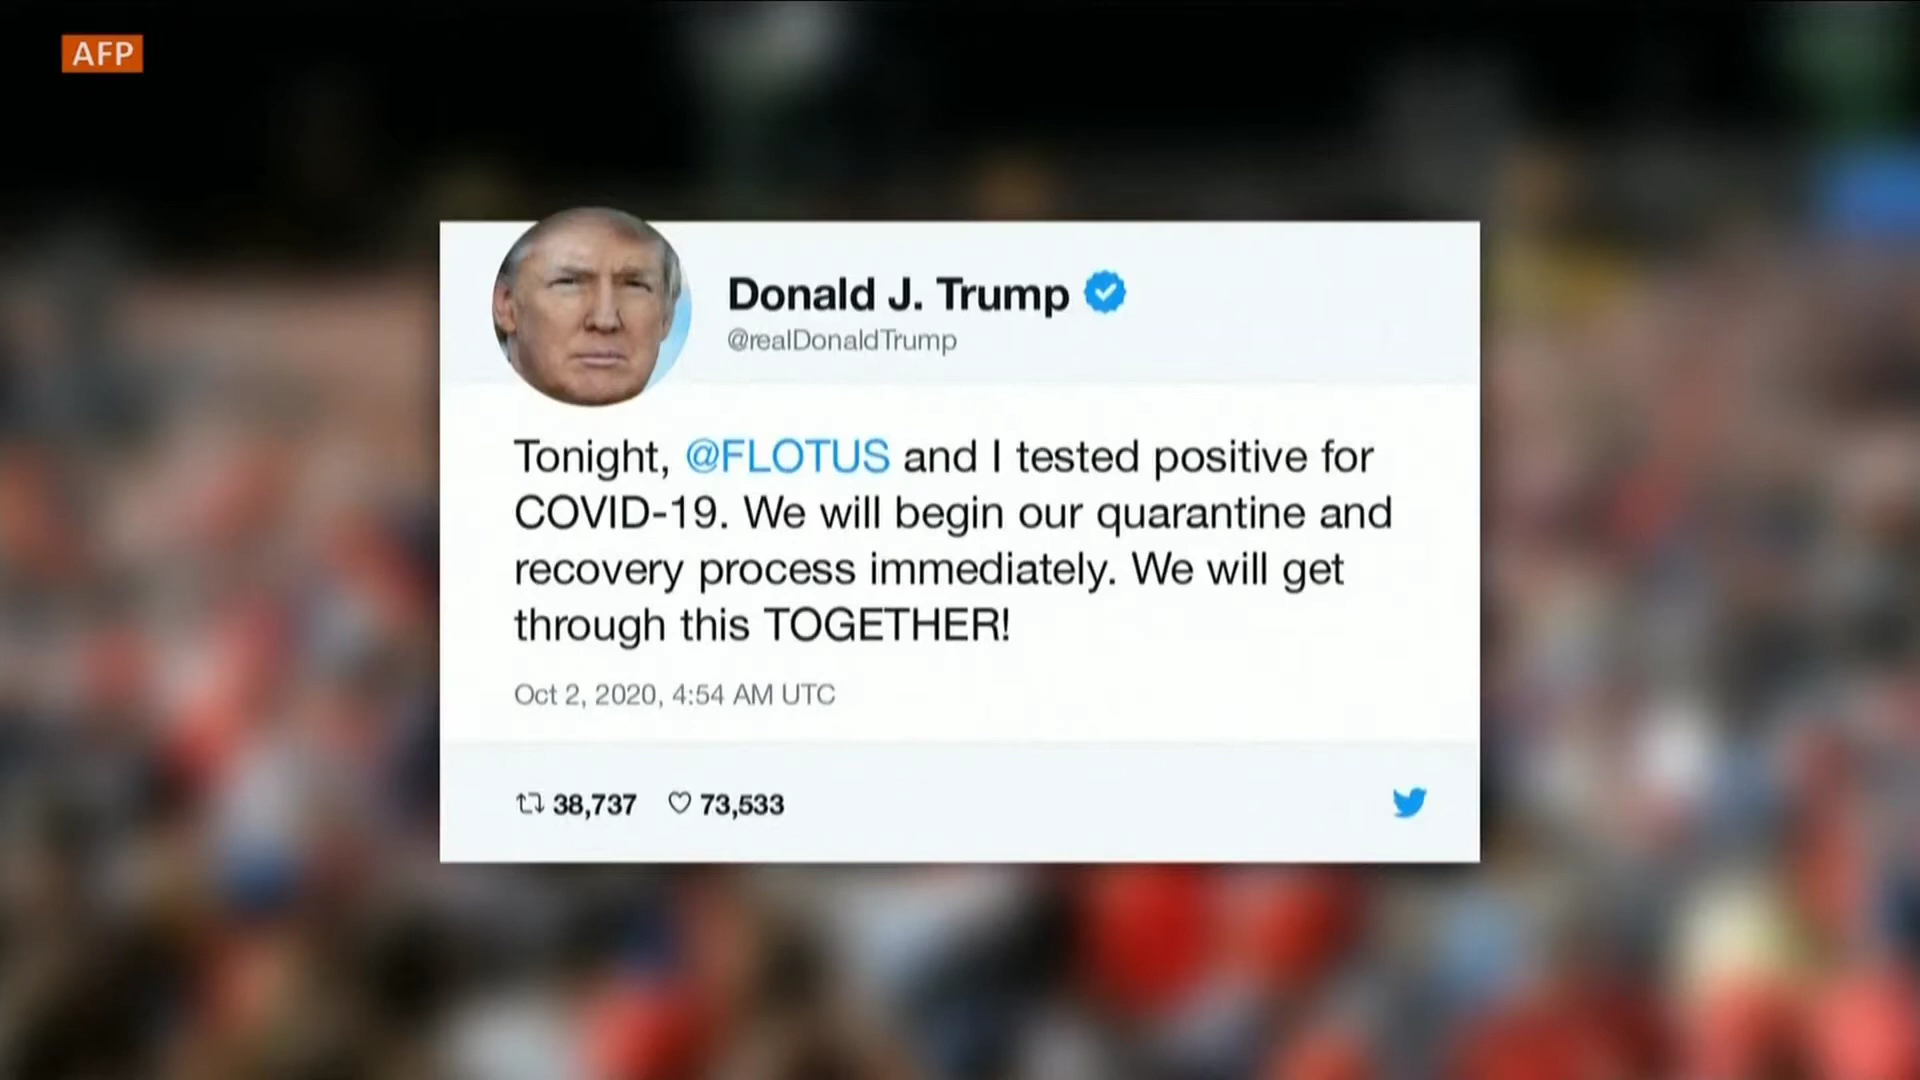 AFP
Donald J. Trump
@realDonaldTrump
Tonight, @FLOTUS and I tested positive for
COVID-19. We will begin our quarantine and
recovery process immediately. We will get
through this TOGETHER!
Oct 2, 2020, 4:54 AM UTC
38,737 73,533